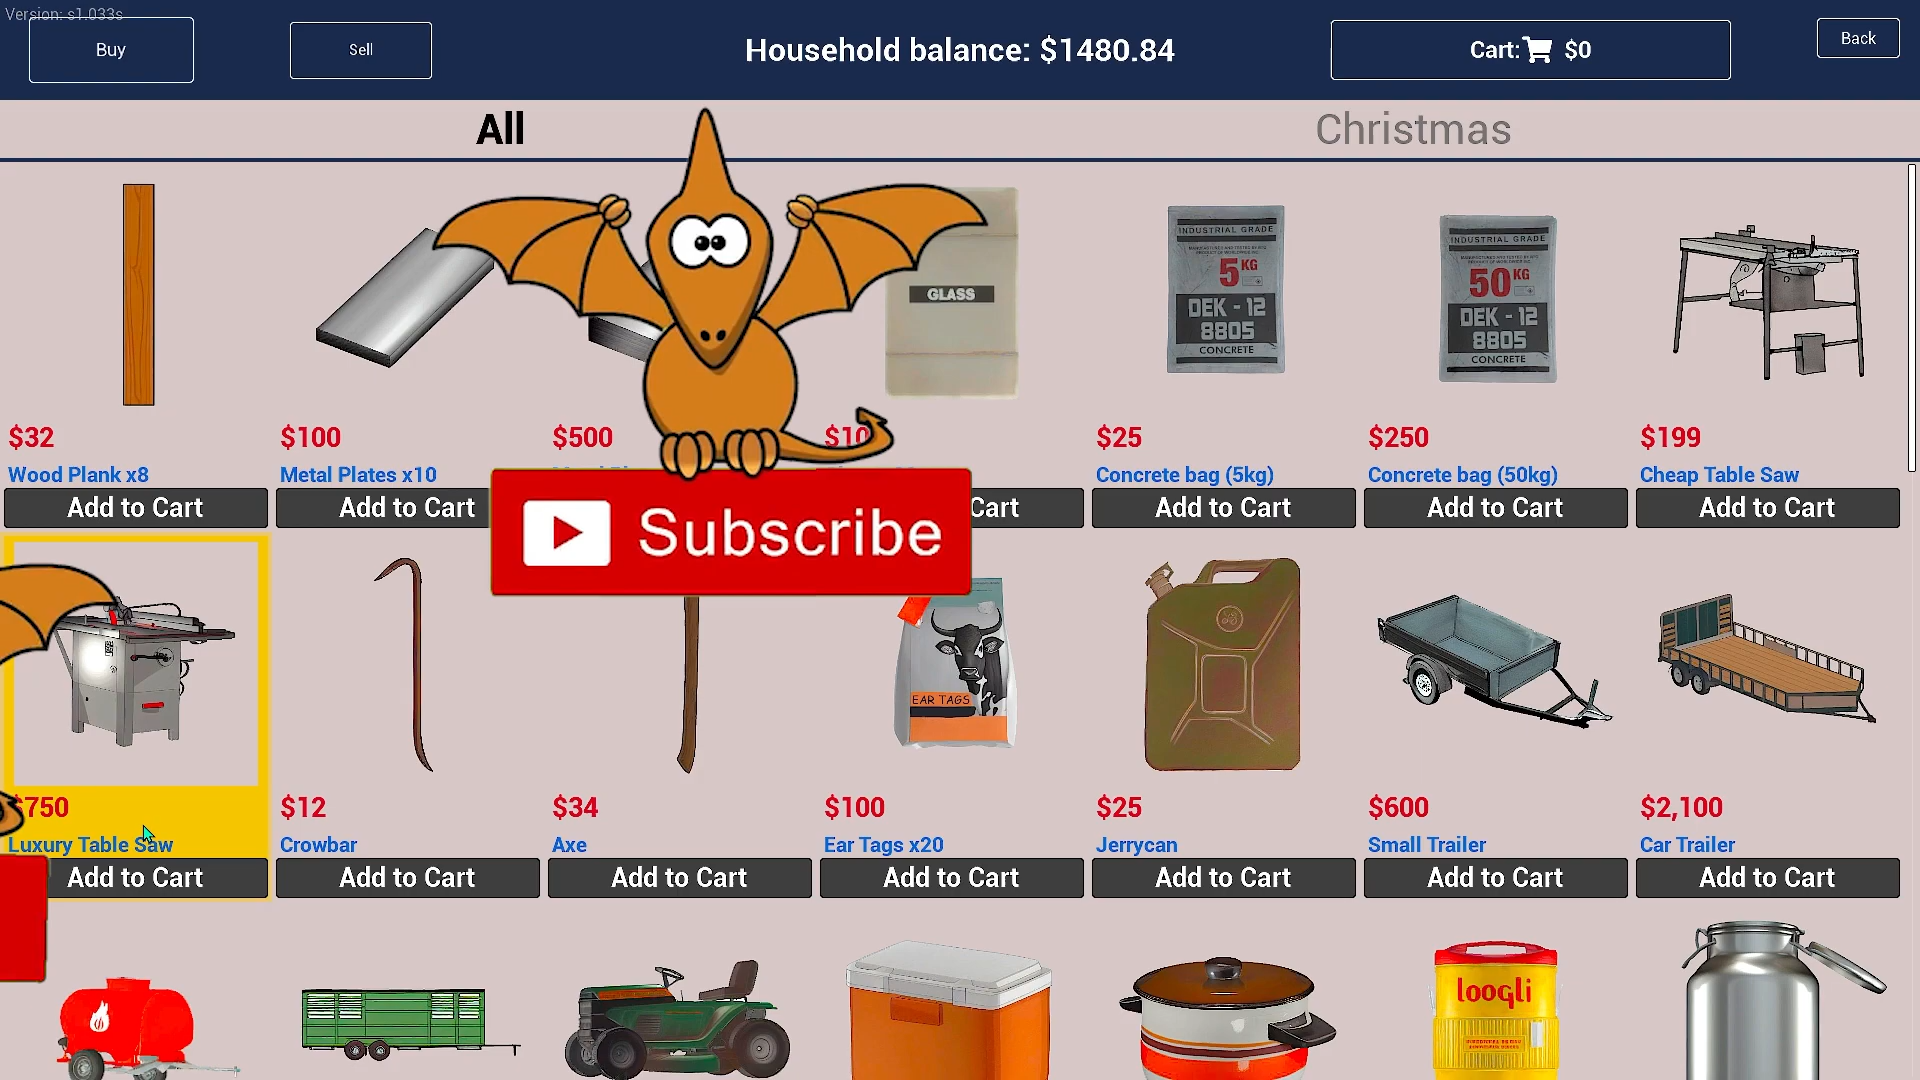 Version: s1.033s
Buy
Sell
Household balance: $1480.84
Cart: $0
Back
All
Christmas
GLASS
INDUSTRIAL GRADE
5KG
DEK - 12
8805
CONCRETE
INDUSTRIAL GRADE
50KG
DEK - 12
8805
CONCRETE
$32
$100
$500
$10
$25
$250
$199
Wood Plank x8
Metal Plates x10
Concrete bag (5kg)
Concrete bag (50kg)
Cheap Table Saw
Add to Cart
Add to Cart
Cart
Add to Cart
Add to Cart
Add to Cart
Subscribe
EAR TAGS
$750
$12
$34
$100
$25
$600
$2,100
Luxury Table Saw
Crowbar
Axe
Ear Tags x20
Jerrycan
Small Trailer
Car Trailer
Add to Cart
Add to Cart
Add to Cart
Add to Cart
Add to Cart
Add to Cart
Add to Cart
loogli